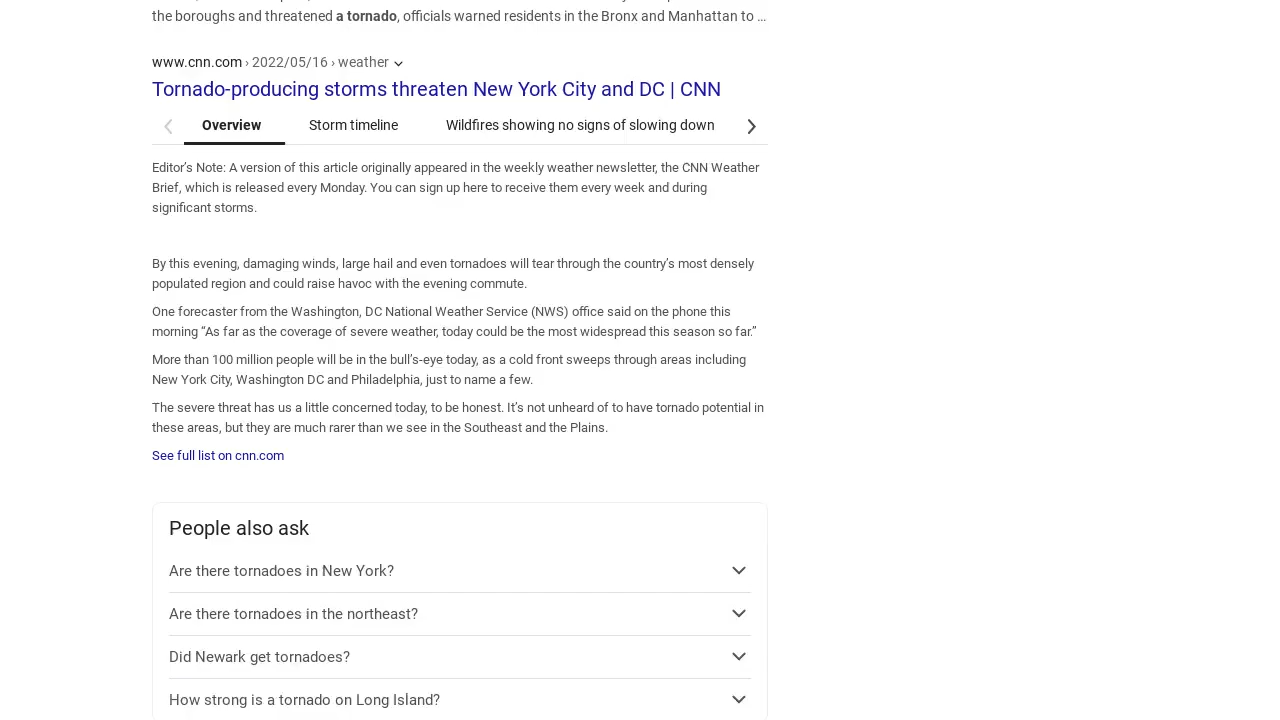 the boroughs and threatened a tornado, officials warned residents in the Bronx and Manhattan to ...
www.cnn.com › 2022/05/16 › weather
Tornado-producing storms threaten New York City and DC | CNN
Overview Storm timeline Wildfires showing no signs of slowing down
Editor’s Note: A version of this article originally appeared in the weekly weather newsletter, the CNN Weather
Brief, which is released every Monday. You can sign up here to receive them every week and during
significant storms.
By this evening, damaging winds, large hail and even tornadoes will tear through the country’s most densely
populated region and could raise havoc with the evening commute.
One forecaster from the Washington, DC National Weather Service (NWS) office said on the phone this
morning “As far as the coverage of severe weather, today could be the most widespread this season so far.”
More than 100 million people will be in the bull’s-eye today, as a cold front sweeps through areas including
New York City, Washington DC and Philadelphia, just to name a few.
The severe threat has us a little concerned today, to be honest. It’s not unheard of to have tornado potential in
these areas, but they are much rarer than we see in the Southeast and the Plains.
See full list on cnn.com
People also ask
Are there tornadoes in New York?
Are there tornadoes in the northeast?
Did Newark get tornadoes?
How strong is a tornado on Long Island?